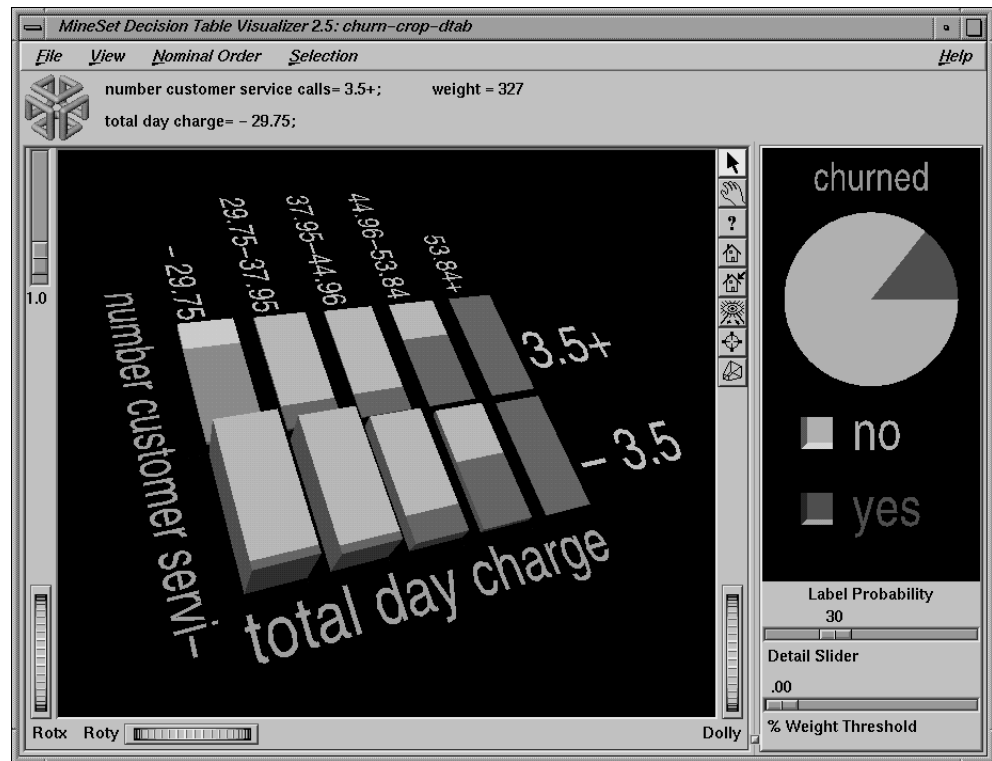 MineSet Decision Table Visualizer 2.5: churn-crop-dtab
File View Nominal Order Selection Help
number customer service calls= 3.5+; weight = 327
total day charge= - 29.75;
1.0
- 29.75
29.75-37.95
37.95-44.96
44.96-53.84
53.84+
3.5+
- 3.5
number customer servi-
total day charge
?
churned
no
yes
Label Probability
30
Detail Slider
.00
% Weight Threshold
Rotx Roty Dolly